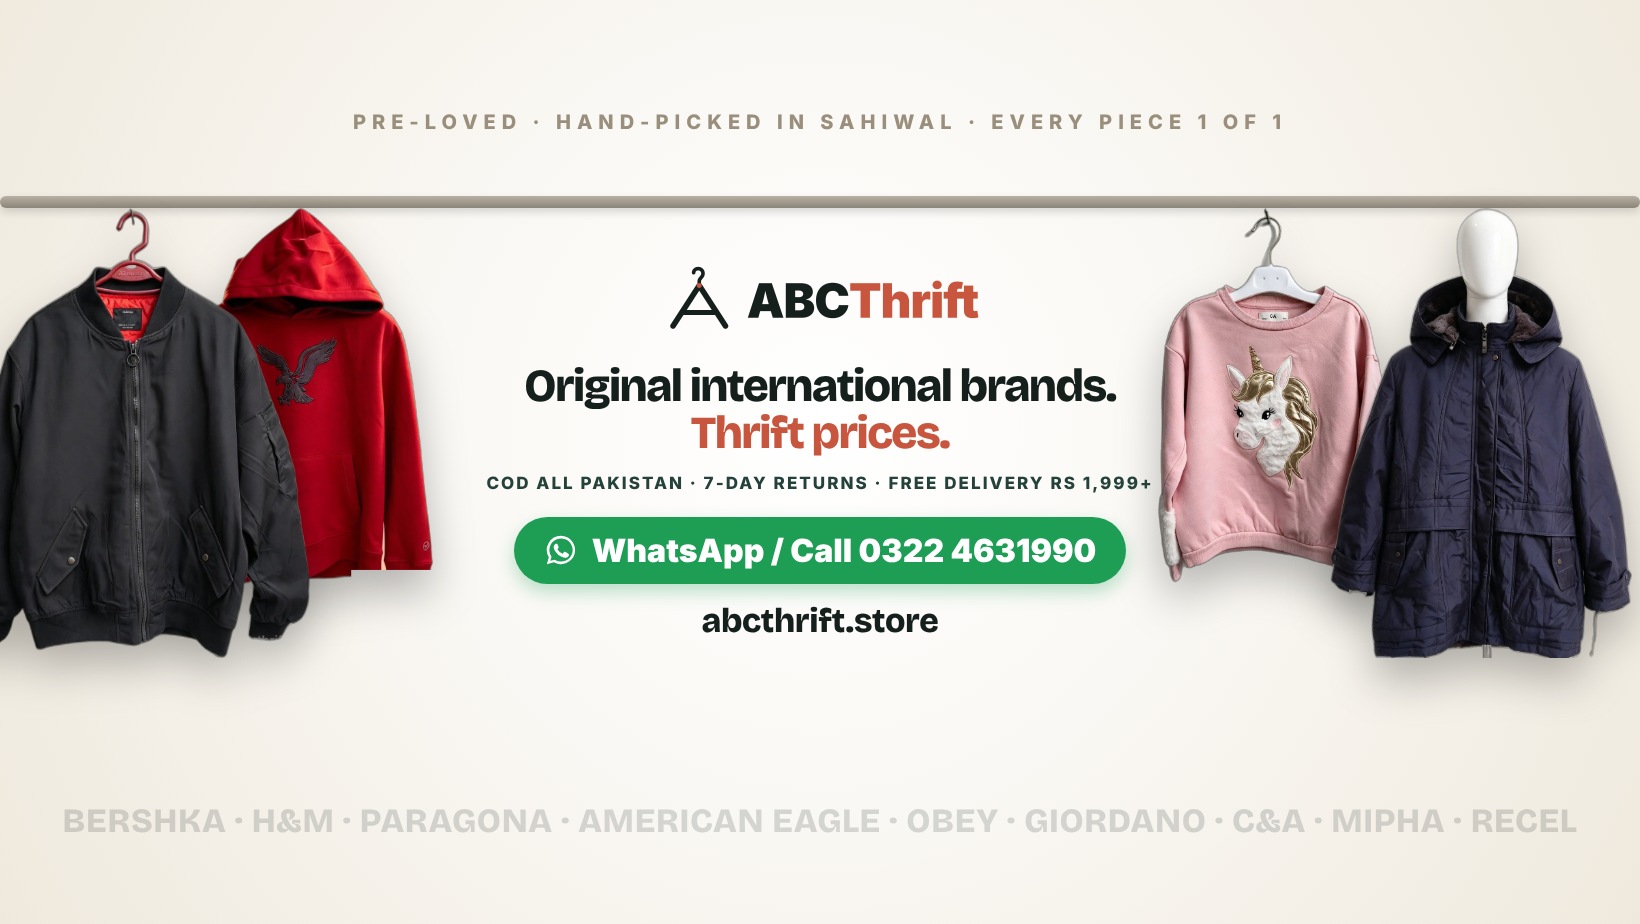 PRE-LOVED · HAND-PICKED IN SAHIWAL · EVERY PIECE 1 OF 1
ABCThrift
Original international brands.
Thrift prices.
COD ALL PAKISTAN · 7-DAY RETURNS · FREE DELIVERY RS 1,999+
WhatsApp / Call 0322 4631990
abcthrift.store
BERSHKA · H&M · PARAGONA · AMERICAN EAGLE · OBEY · GIORDANO · C&A · MIPHA · RECEL